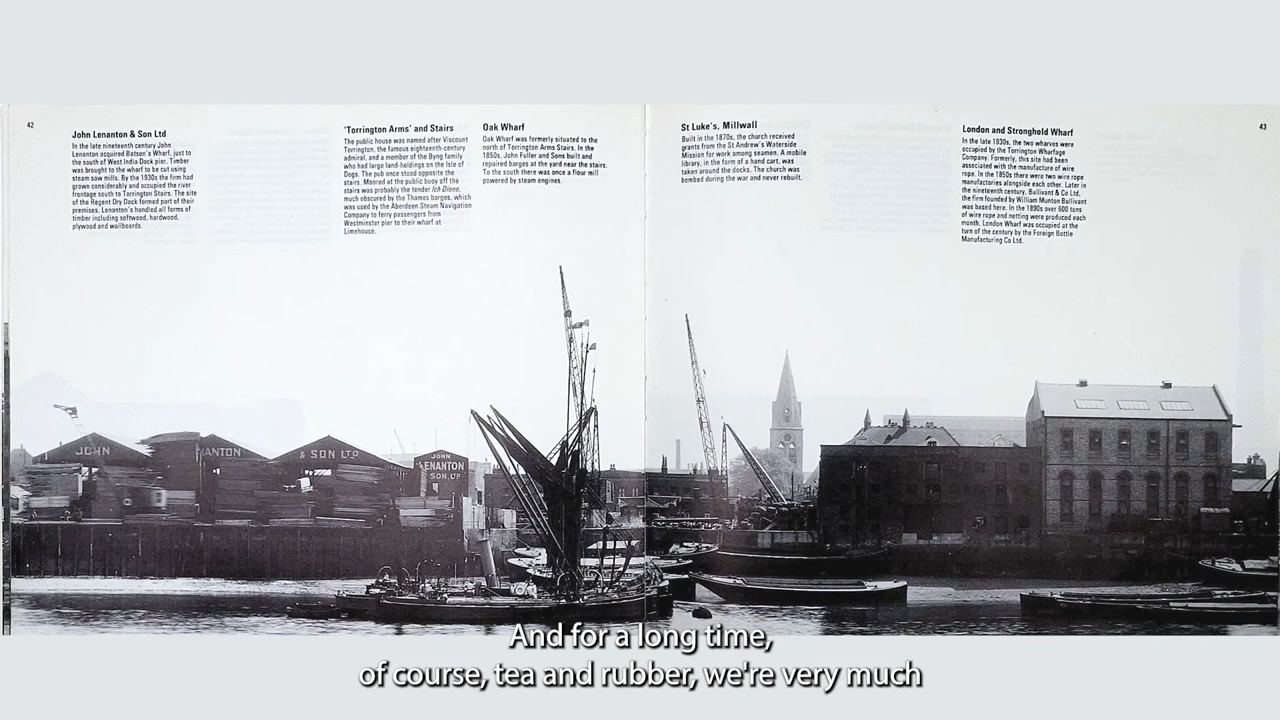 42
John Lenanton & Son Ltd
In the late nineteenth century John
Lenanton acquired Batson's Wharf, just to
the south of West India Dock pier. Timber
was brought to the wharf to be cut using
steam saw mills. By the 1930s the firm had
grown considerably and occupied the river
frontage south to Torrington Stairs. The site
of the Regent Dry Dock formed part of their
premises. Lenanton's handled all forms of
timber including softwood, hardwood,
plywood and wallboards.
'Torrington Arms' and Stairs
The public house was named after Viscount
Torrington, the famous eighteenth-century
admiral, and a member of the Byng family
who had large land-holdings on the Isle of
Dogs. The pub once stood opposite the
stairs. Moored at the public buoy off the
stairs was probably the tender Ich Diene,
much obscured by the Thames barges, which
was used by the Aberdeen Steam Navigation
Company to ferry passengers from
Westminster pier to their wharf at
Limehouse.
Oak Wharf
Oak Wharf was formerly situated to the
north of Torrington Arms Stairs. In the
1850s, John Fuller and Sons built and
repaired barges at the yard near the stairs.
To the south there was once a flour mill
powered by steam engines.
St Luke's, Millwall
Built in the 1870s, the church received
grants from the St Andrew's Waterside
Mission for work among seamen. A mobile
library, in the form of a hand cart, was
taken around the docks. The church was
bombed during the war and never rebuilt.
London and Stronghold Wharf
In the late 1930s, the two wharves were
occupied by the Torrington Wharfage
Company. Formerly, this site had been
associated with the manufacture of wire
rope. In the 1850s there were two wire rope
manufactories alongside each other. Later in
the nineteenth century, Bullivant & Co Ltd,
the firm founded by William Munton Bullivant
was based here. In the 1890s over 600 tons
of wire rope and netting were produced each
month. London Wharf was occupied at the
turn of the century by the Foreign Bottle
Manufacturing Co Ltd.
43
JOHN
NANTON
& SON LTD
JOHN
LENANTON
& SON, LTD
And for a long time,
of course, tea and rubber, we're very much